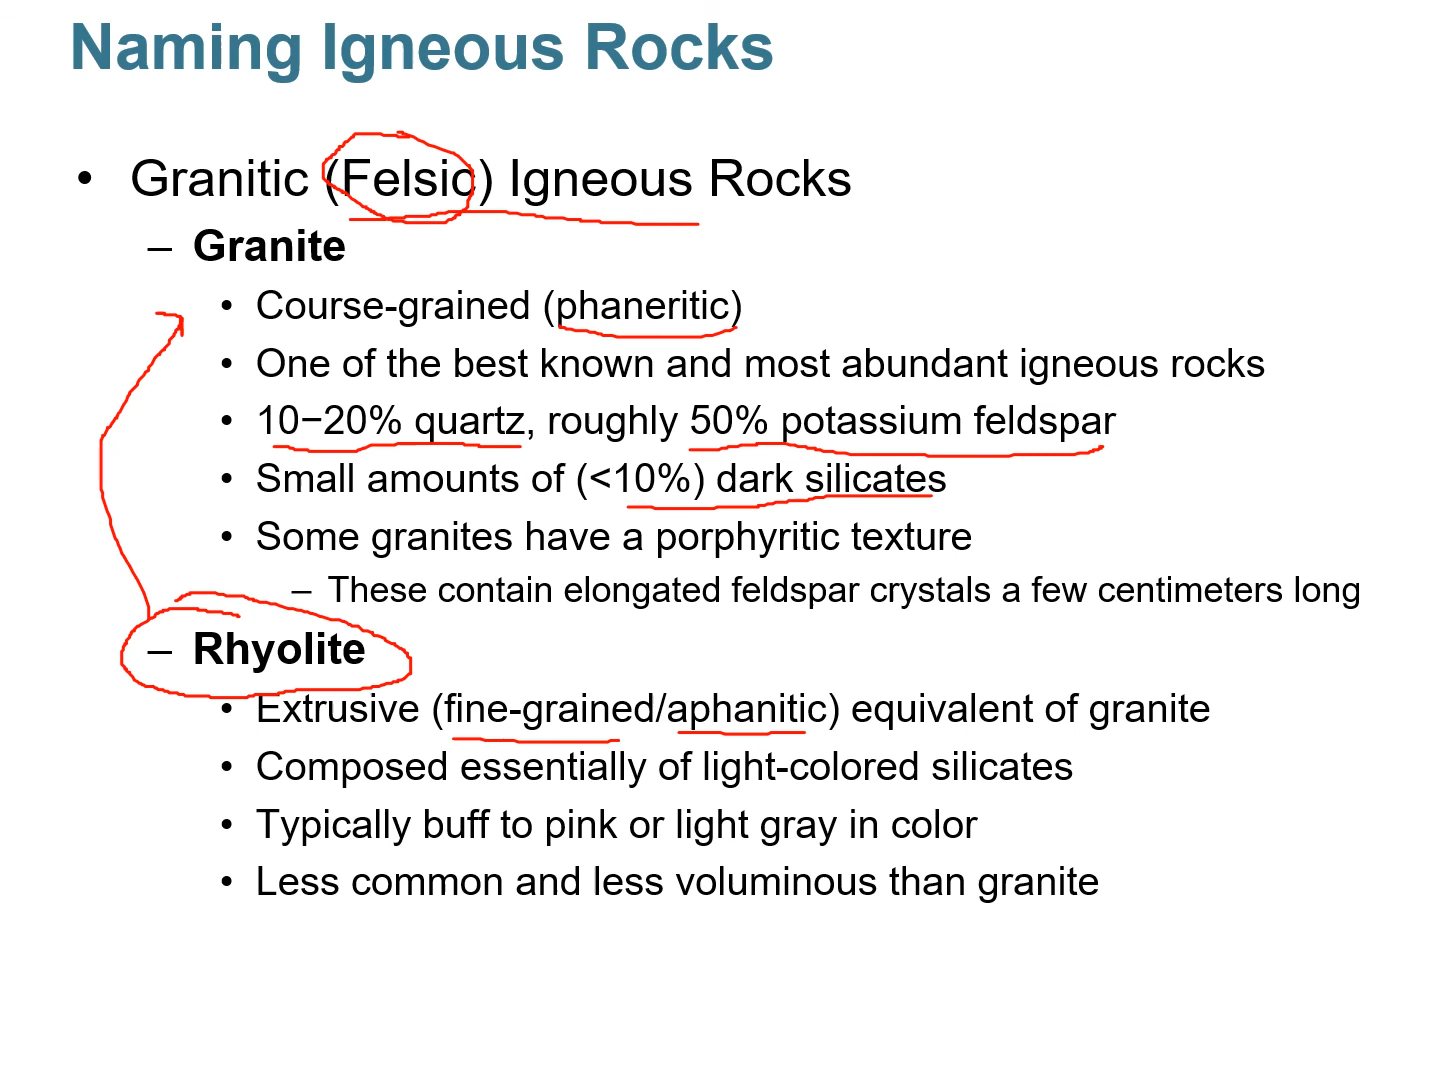 Naming Igneous Rocks
• Granitic (Felsic) Igneous Rocks
– Granite
• Course-grained (phaneritic)
• One of the best known and most abundant igneous rocks
• 10−20% quartz, roughly 50% potassium feldspar
• Small amounts of (<10%) dark silicates
• Some granites have a porphyritic texture
– These contain elongated feldspar crystals a few centimeters long
– Rhyolite
• Extrusive (fine-grained/aphanitic) equivalent of granite
• Composed essentially of light-colored silicates
• Typically buff to pink or light gray in color
• Less common and less voluminous than granite